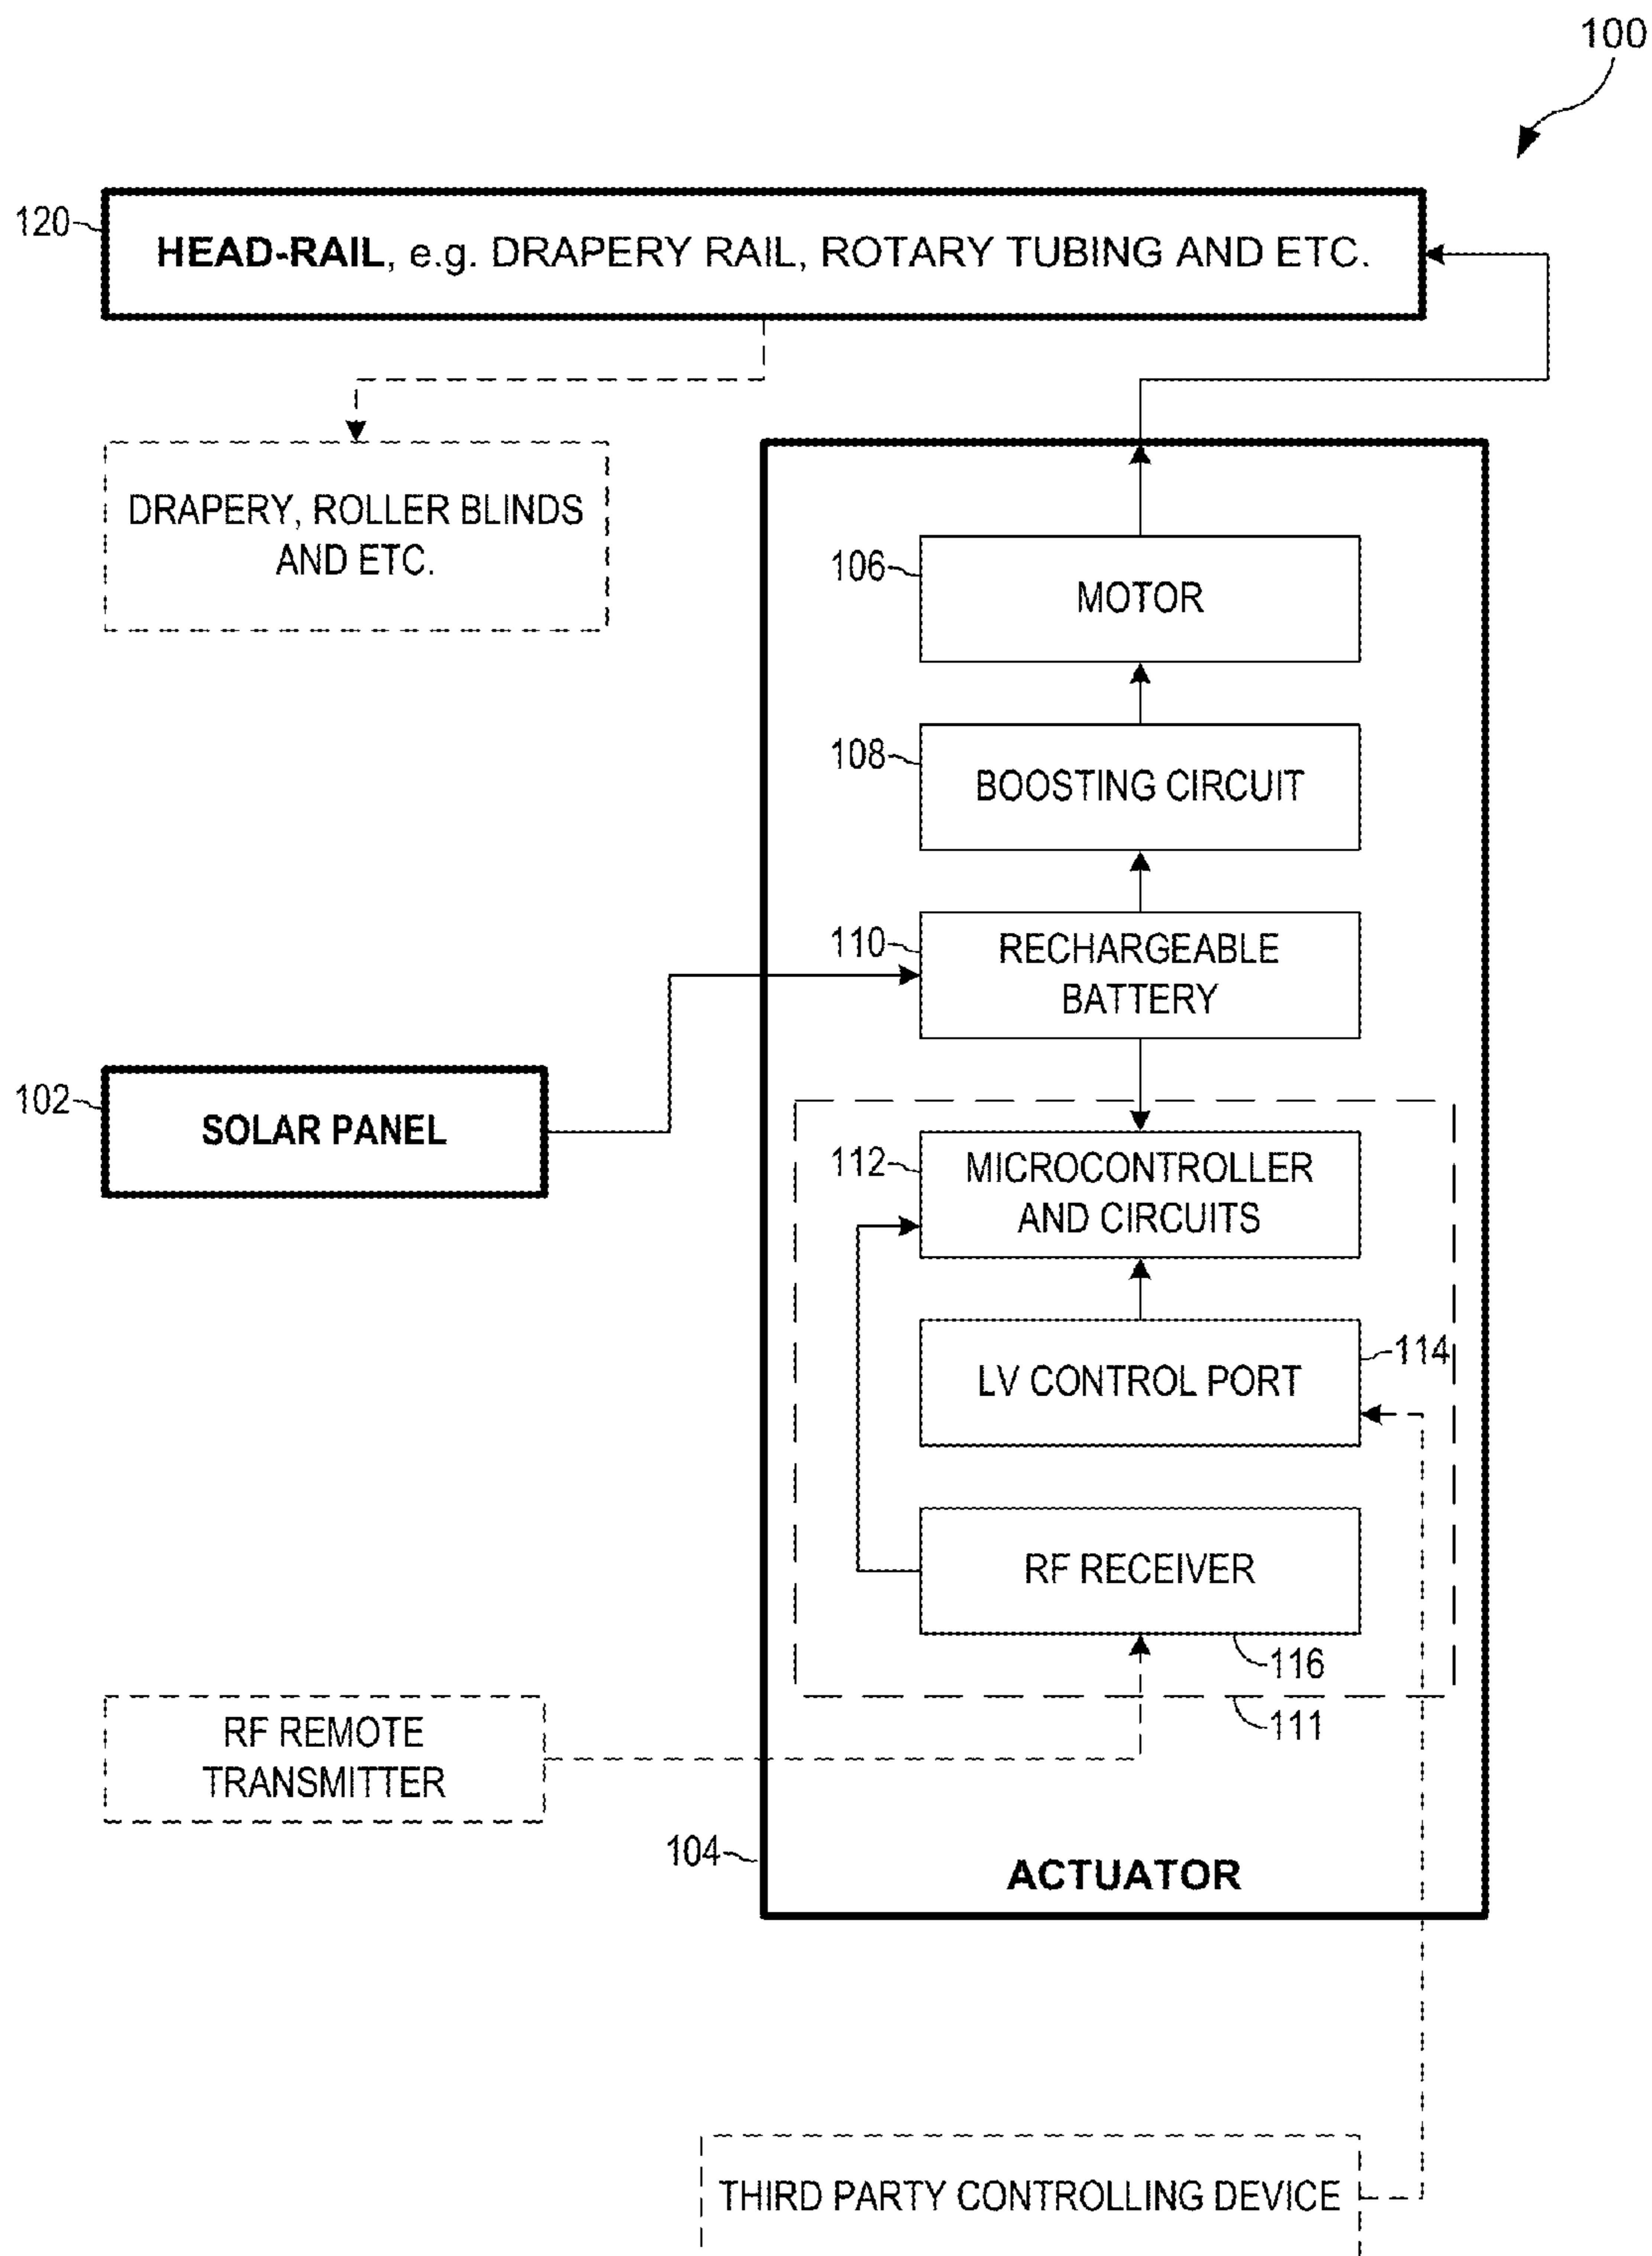 100
120
HEAD-RAIL, e.g. DRAPERY RAIL, ROTARY TUBING AND ETC.
DRAPERY, ROLLER BLINDS
AND ETC.
106
MOTOR
108
BOOSTING CIRCUIT
110
RECHARGEABLE
BATTERY
102
SOLAR PANEL
112
MICROCONTROLLER
AND CIRCUITS
LV CONTROL PORT
114
RF RECEIVER
116
111
RF REMOTE
TRANSMITTER
104
ACTUATOR
THIRD PARTY CONTROLLING DEVICE